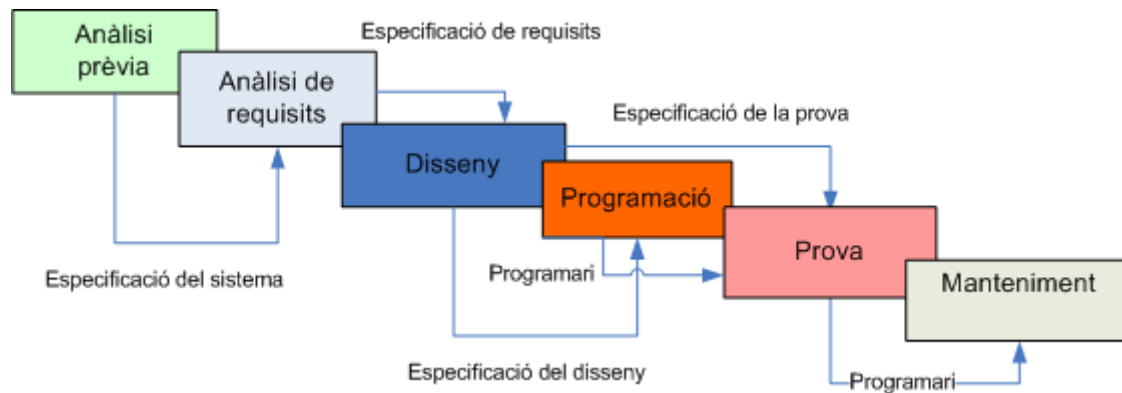 Anàlisi
prèvia
Especificació de requisits
Anàlisi de
requisits
Especificació de la prova
Disseny
Programació
Prova
Especificació del sistema
Programari
Manteniment
Especificació del disseny
Programari